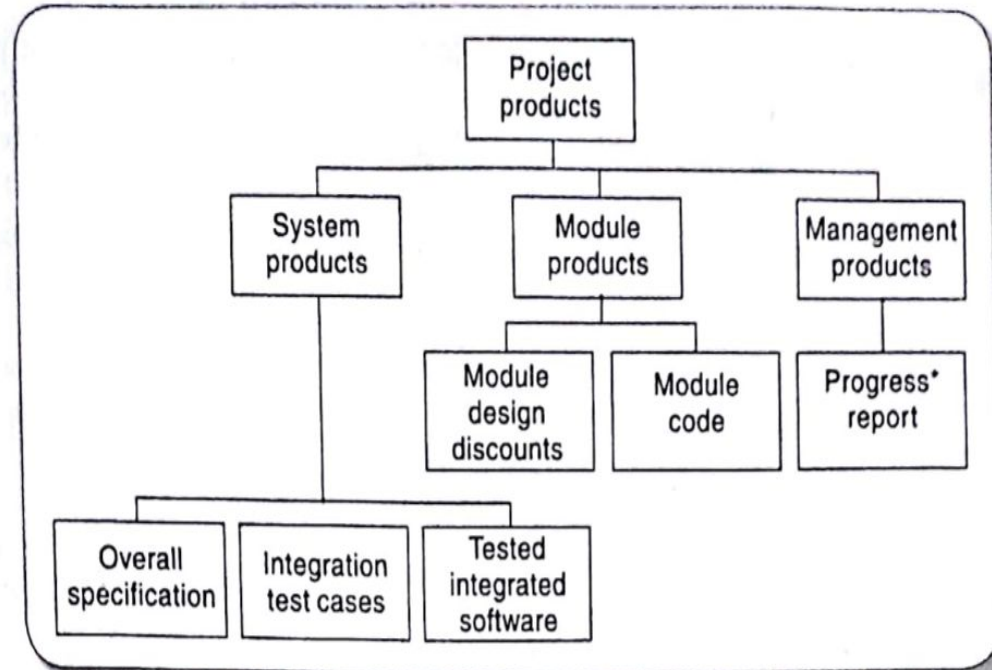 Project
products
System
products
Module
products
Management
products
Module
design
discounts
Module
code
Progress*
report
Overall
specification
Integration
test cases
Tested
integrated
software